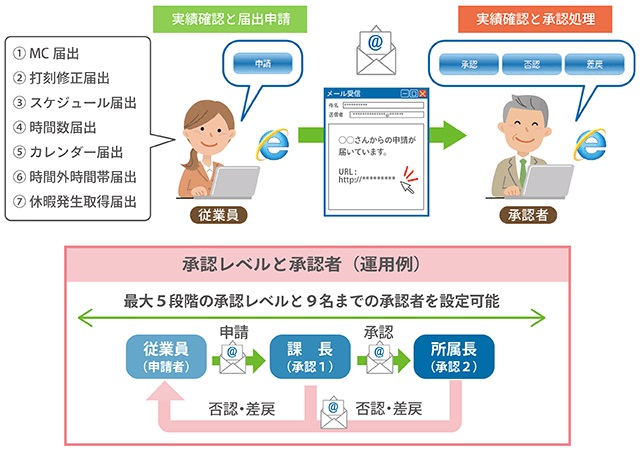 実績確認と届出申請
実績確認と承認処理
① MC 届出
② 打刻修正届出
③ スケジュール届出
④ 時間数届出
⑤ カレンダー届出
⑥ 時間外時間帯届出
⑦ 休暇発生取得届出
申請
@
承認 否認 差戻
メール受信
件名 **********
送信者
○○さんからの申請が
届いています。
URL :
http://*********
従業員
承認者
承認レベルと承認者（運用例）
最大５段階の承認レベルと９名までの承認者を設定可能
申請
承認
従業員
（申請者）
@
課 長
（承認１）
@
所属長
（承認２）
否認・差戻
@
否認・差戻